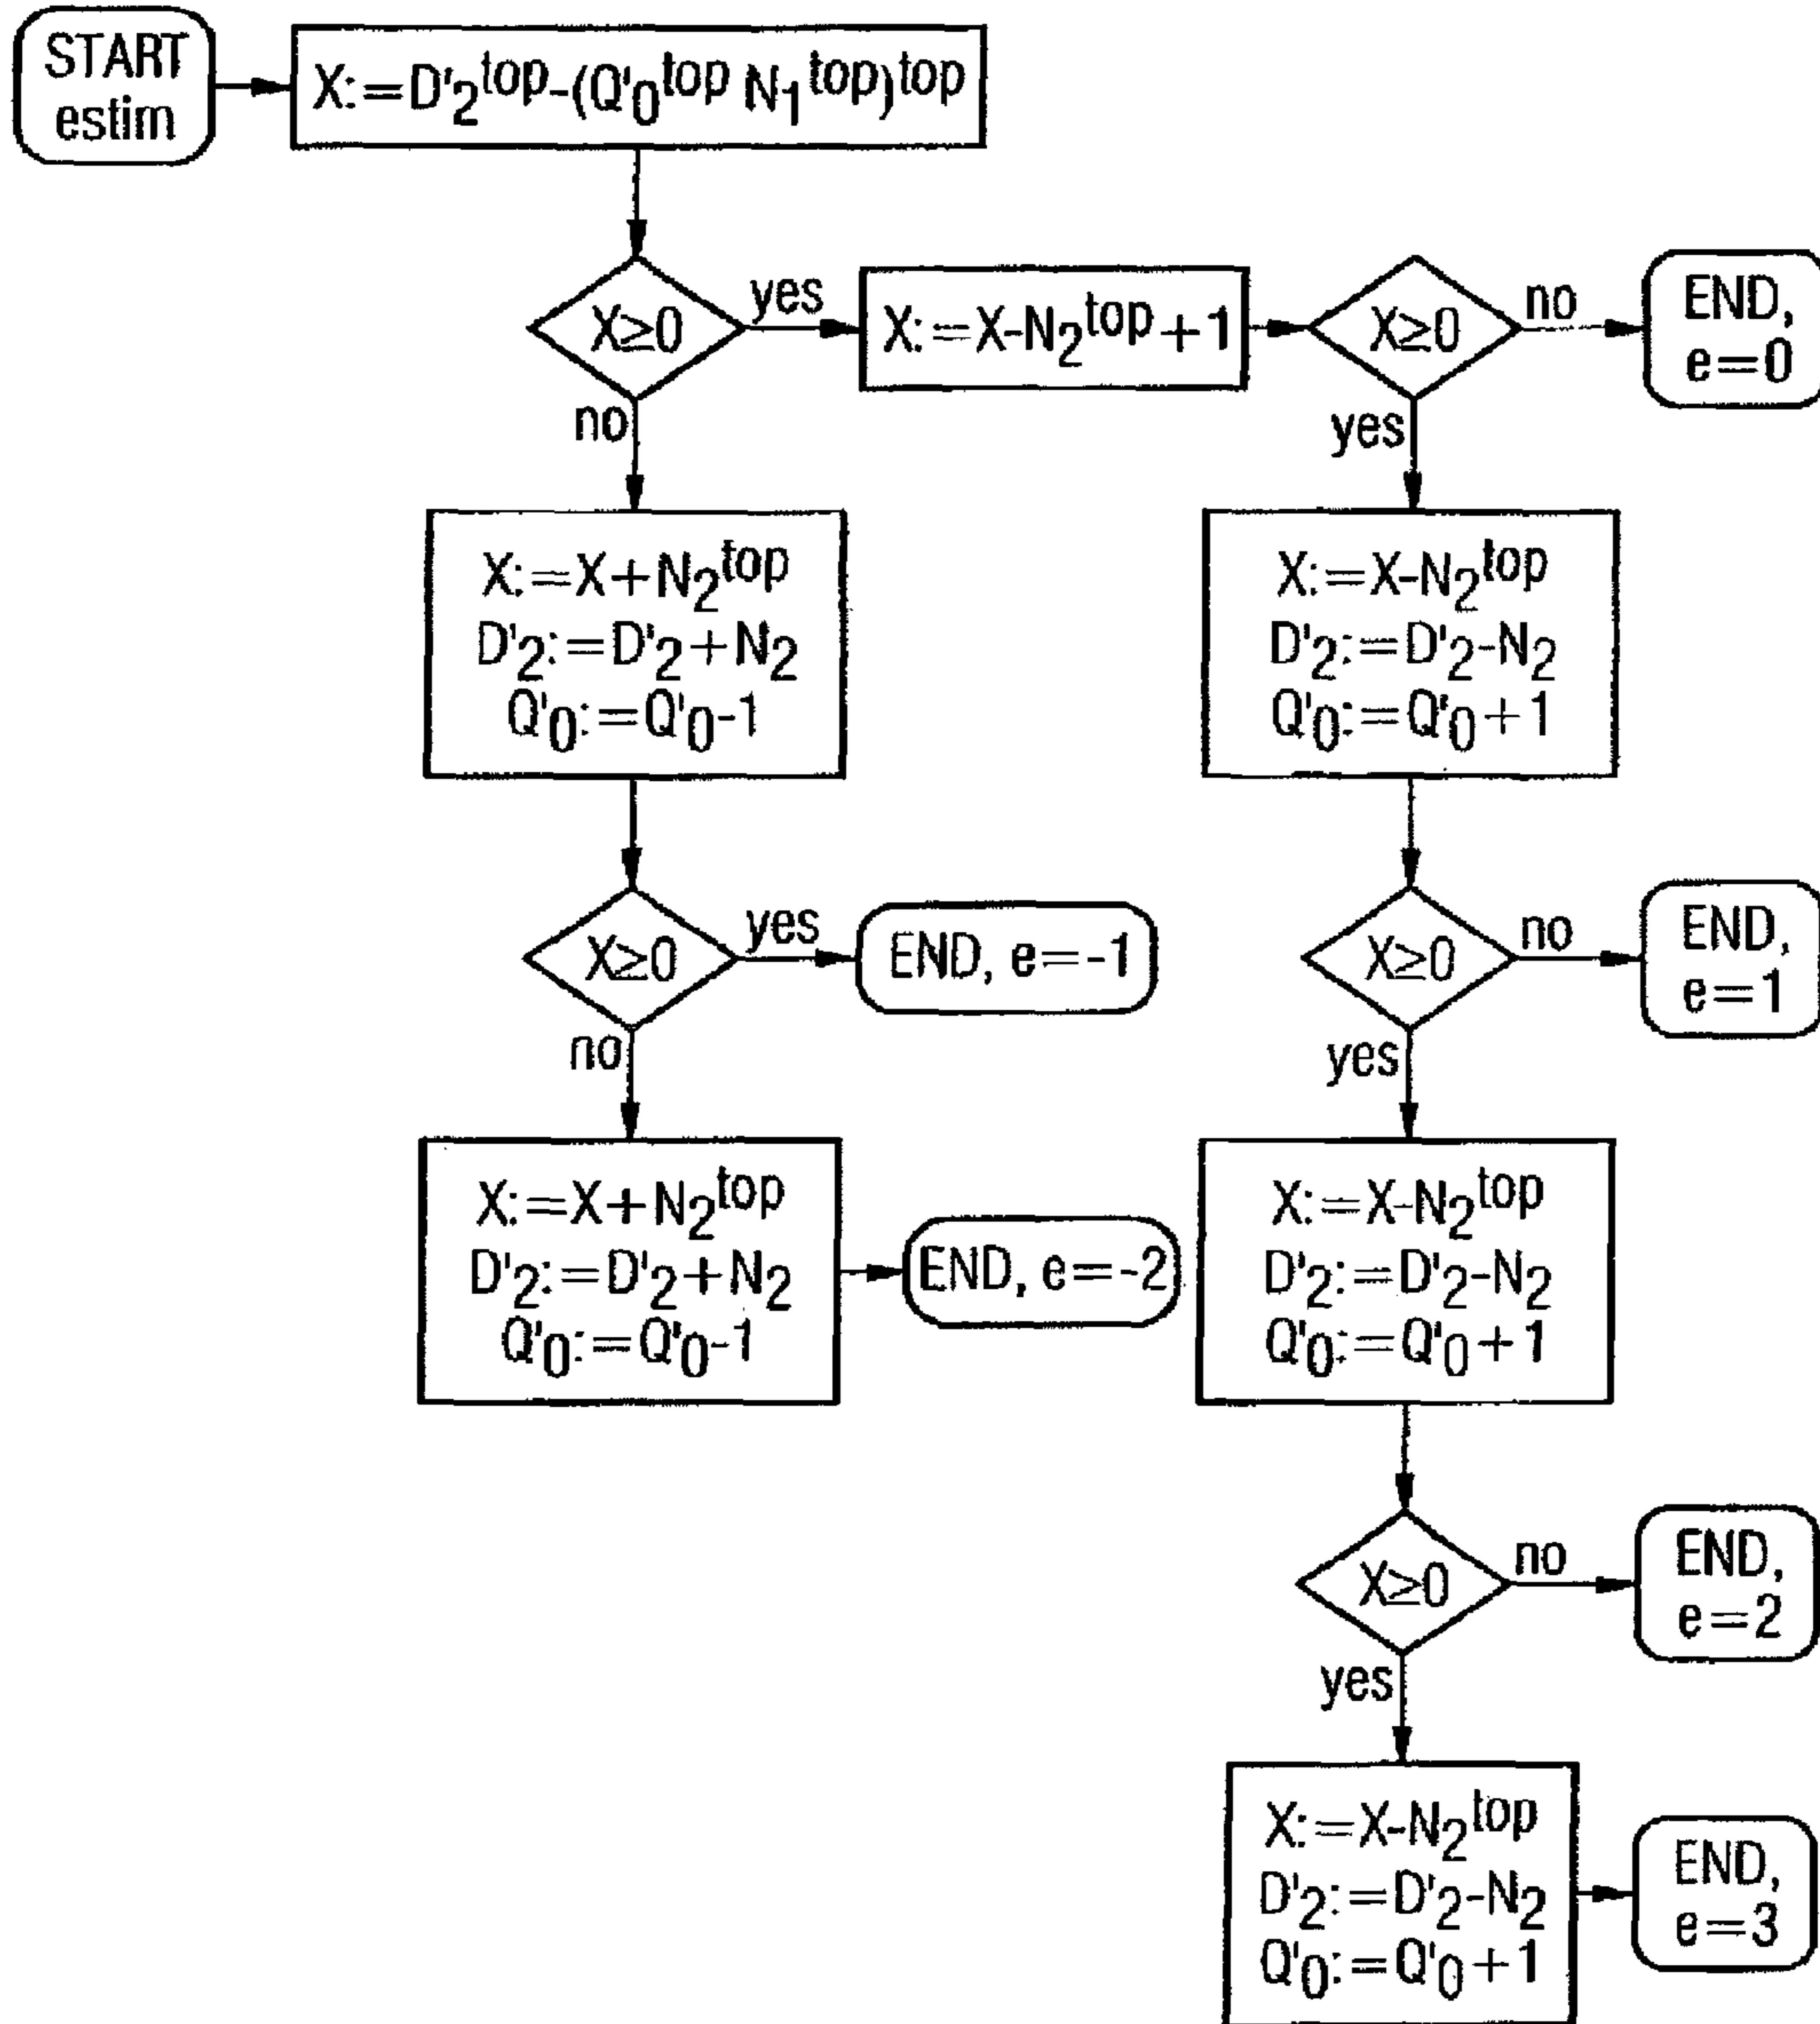 START
estim
X:=D'₂ᵗᵒᵖ-(Q'₀ᵗᵒᵖ N₁ᵗᵒᵖ)ᵗᵒᵖ
X≥0
yes
X:=X-N₂ᵗᵒᵖ+1
X≥0
no
END,
e=0
no
yes
X:=X+N₂ᵗᵒᵖ
D'₂:=D'₂+N₂
Q'₀:=Q'₀-1
X:=X-N₂ᵗᵒᵖ
D'₂:=D'₂-N₂
Q'₀:=Q'₀+1
X≥0
yes
END, e=-1
X≥0
no
END,
e=1
no
yes
X:=X+N₂ᵗᵒᵖ
D'₂:=D'₂+N₂
Q'₀:=Q'₀-1
END, e=-2
X:=X-N₂ᵗᵒᵖ
D'₂:=D'₂-N₂
Q'₀:=Q'₀+1
X≥0
no
END,
e=2
yes
X:=X-N₂ᵗᵒᵖ
D'₂:=D'₂-N₂
Q'₀:=Q'₀+1
END,
e=3